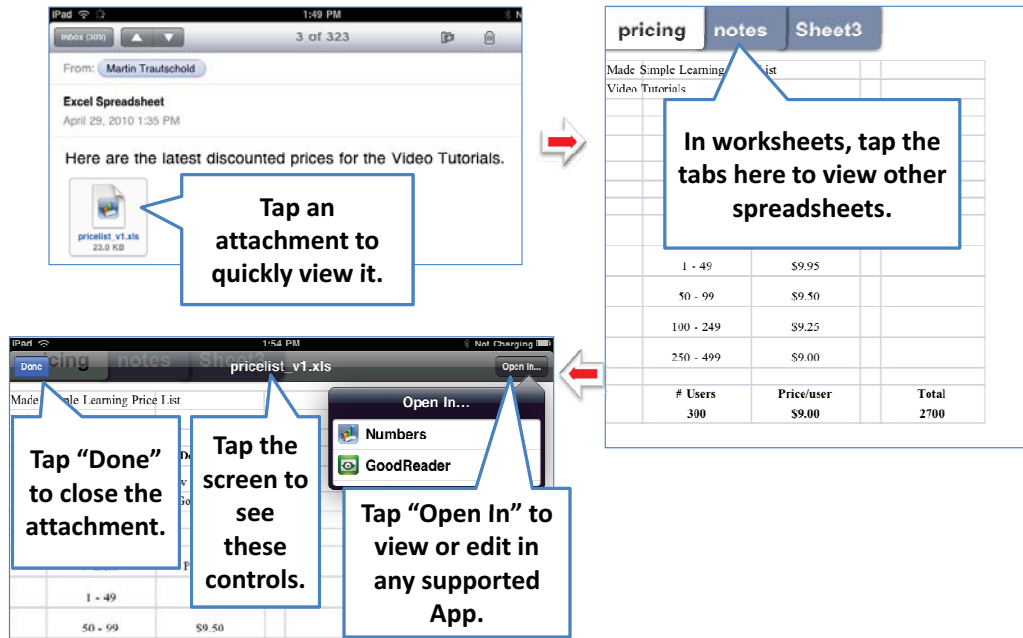 iPad
1:49 PM
Inbox (309)
3 of 323
From: Martin Trautschold
Excel Spreadsheet
April 29, 2010 1:35 PM
Here are the latest discounted prices for the Video Tutorials.
pricelist_v1.xls
23.0 KB
Tap an
attachment to
quickly view it.
pricing notes Sheet3
Made Simple Learning List
Video Tutorials
In worksheets, tap the
tabs here to view other
spreadsheets.
1 - 49 $9.95
50 - 99 $9.50
100 - 249 $9.25
250 - 499 $9.00
# Users Price/user Total
300 $9.00 2700
iPad
1:54 PM
Not Charging
notes Sheet3
Done
pricelist_v1.xls
Open In...
Made Learning Price List
Open In...
Numbers
GoodReader
Tap “Done”
to close the
attachment.
Tap the
screen to
see
these
controls.
Tap “Open In” to
view or edit in
any supported
App.
1 - 49
50 - 99 $9.50